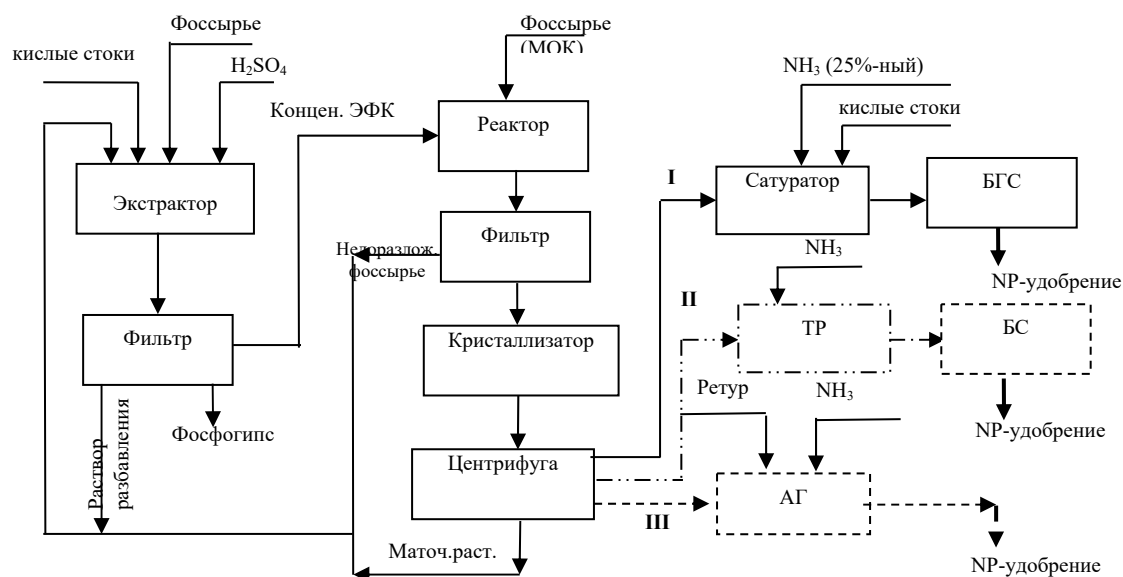 Фоссырье
кислые стоки
H₂SO₄
Концен. ЭФК
Экстрактор
Фильтр
Раствор
разбавления
Фосфогипс
Фоссырье
(МОК)
Реактор
Фильтр
Недоразлож.
фоссырье
Кристаллизатор
Центрифуга
Маточ.раст.
NH₃ (25%-ный)
кислые стоки
I
Сатуратор
БГС
NP-удобрение
II
NH₃
ТР
БС
NP-удобрение
Ретур
NH₃
III
АГ
NP-удобрение